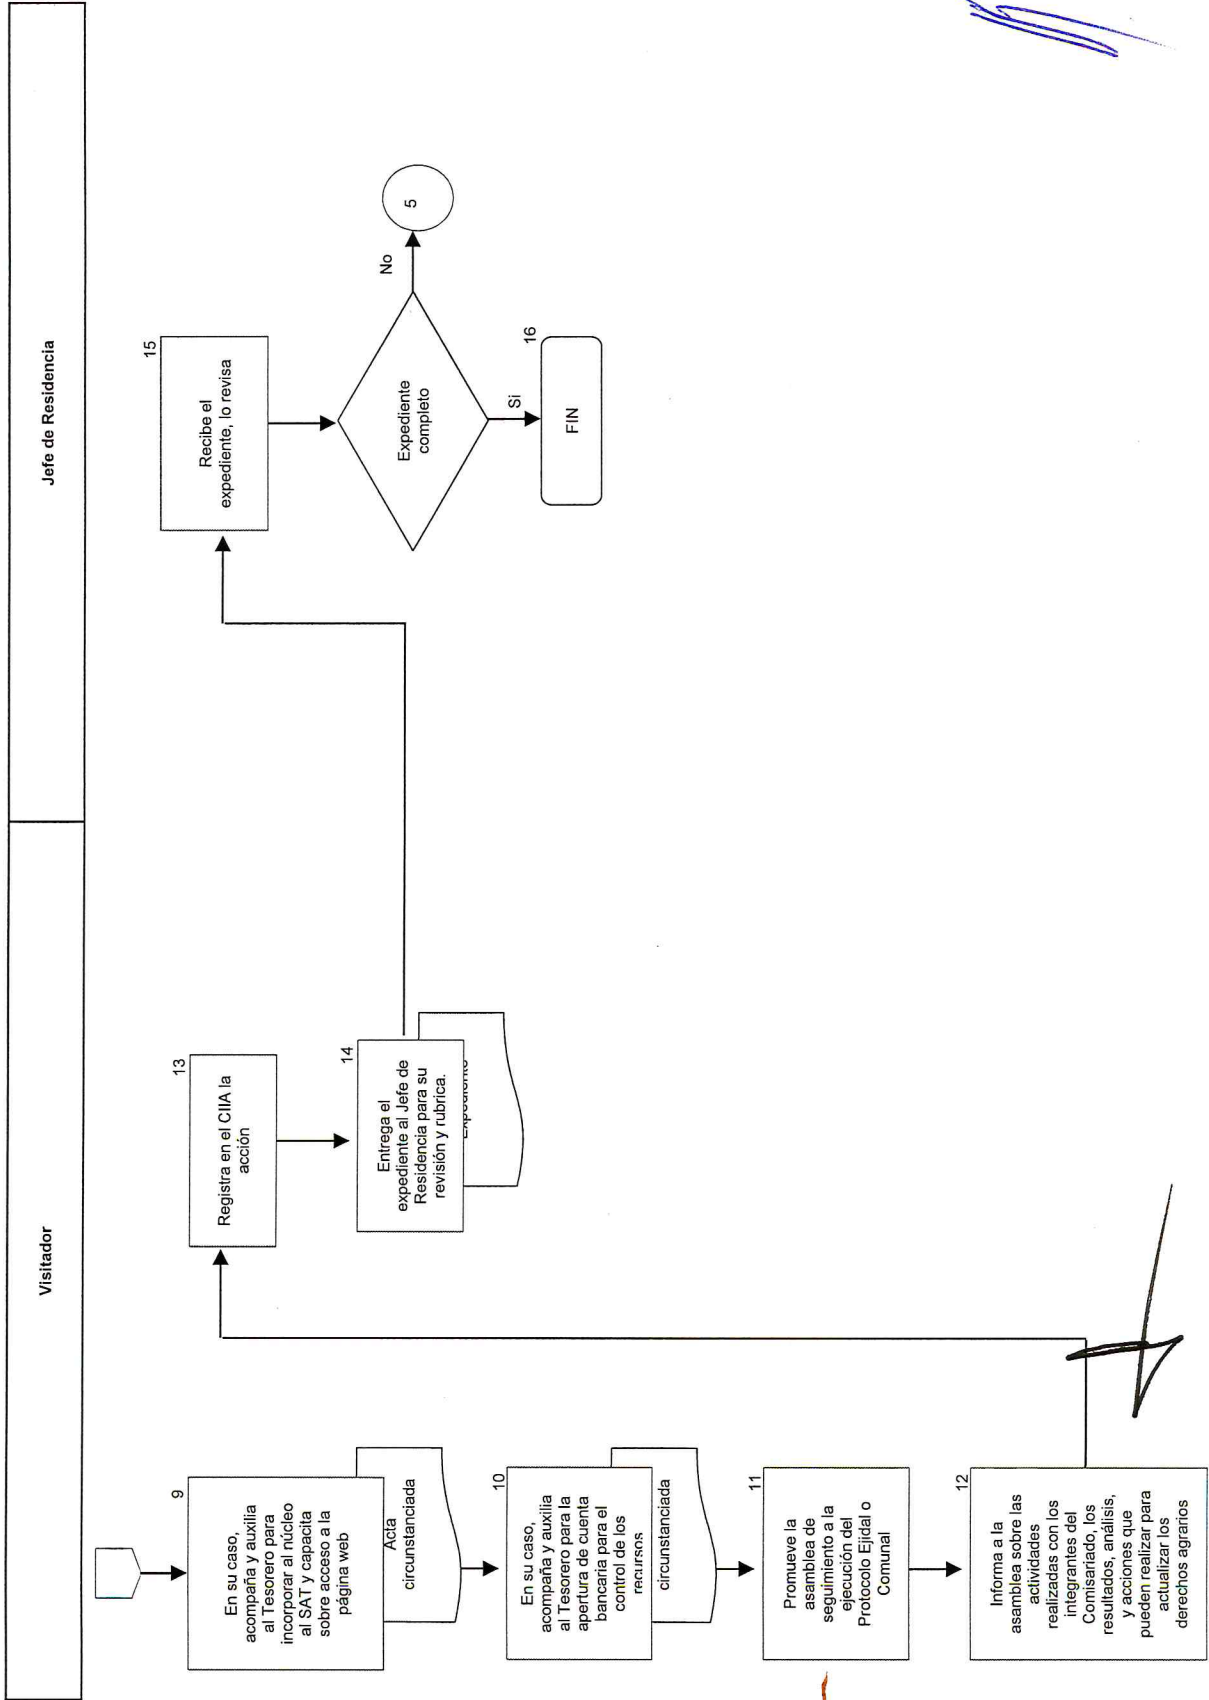 Visitador
Jefe de Residencia
9
En su caso,
acompaña y auxilia
al Tesorero para
incorporar al núcleo
al SAT y capacita
sobre acceso a la
página web
Acta
circunstanciada
10
En su caso,
acompaña y auxilia
al Tesorero para la
apertura de cuenta
bancaria para el
control de los
recursos
circunstanciada
11
Promueve la
asamblea de
seguimiento a la
ejecución del
Protocolo Ejidal o
Comunal
12
Informa a la
asamblea sobre las
actividades
realizadas con los
integrantes del
Comisariado, los
resultados, análisis,
y acciones que
pueden realizar para
actualizar los
derechos agrarios
13
Registra en el CIIA la
acción
14
Entrega el
expediente al Jefe de
Residencia para su
revisión y rubrica.
Expediente
15
Recibe el
expediente, lo revisa
Expediente
completo
No
5
Si
16
FIN